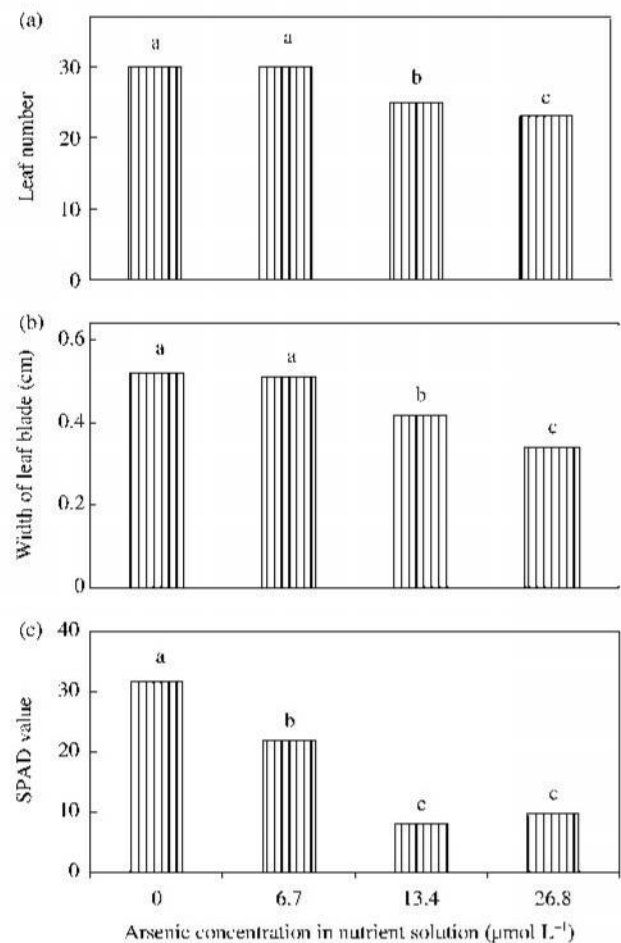 (a)
a
a
b
c
30
20
10
0
Leaf number
(b)
a
a
b
c
0.6
0.4
0.2
0
Width of leaf blade (cm)
(c)
a
b
c
c
40
30
20
10
0
SPAD value
0 6.7 13.4 26.8
Arsenic concentration in nutrient solution (μmol L⁻¹)